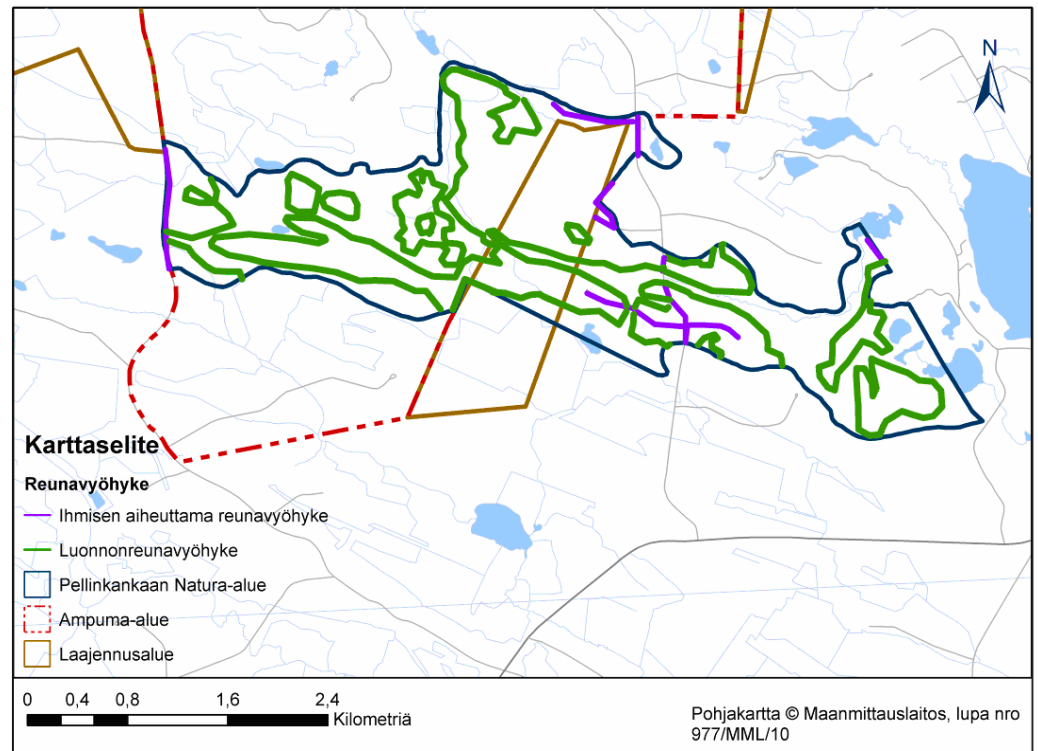 N
Karttaselite
Reunavyöhyke
Ihmisen aiheuttama reunavyöhyke
Luonnonreunavyöhyke
Pellinkankaan Natura-alue
Ampuma-alue
Laajennusalue
0 0,4 0,8 1,6 2,4
Kilometriä
Pohjakartta © Maanmittauslaitos, lupa nro
977/MML/10